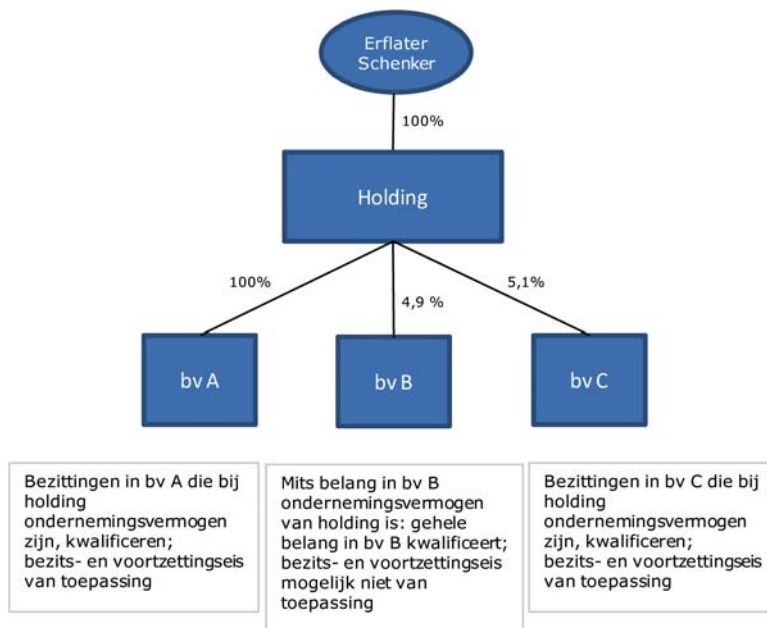 Erflater
Schenker
100%
Holding
100%
4,9 %
5,1%
bv A
bv B
bv C
Bezittingen in bv A die bij
holding
ondernemingsvermogen
zijn, kwalificeren;
bezits- en voortzettingseis
van toepassing
Mits belang in bv B
ondernemingsvermogen
van holding is: gehele
belang in bv B kwalificeert;
bezits- en voortzettingseis
mogelijk niet van
toepassing
Bezittingen in bv C die bij
holding
ondernemingsvermogen
zijn, kwalificeren;
bezits- en voortzettingseis
van toepassing